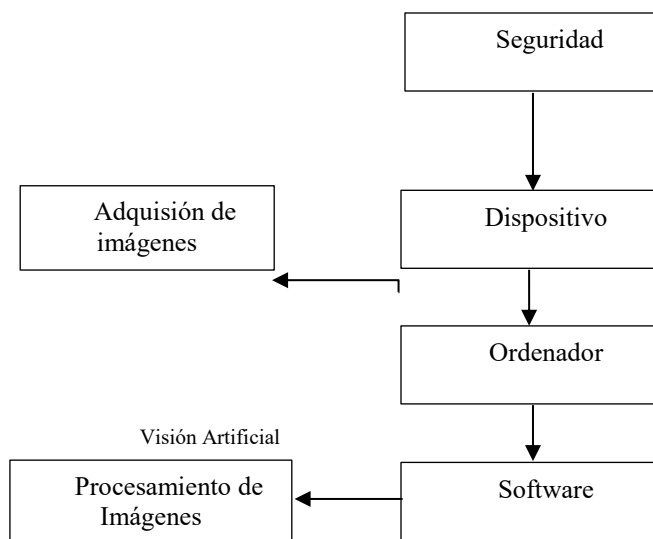 Seguridad
Adquisión de
imágenes
Dispositivo
Ordenador
Visión Artificial
Procesamiento de
Imágenes
Software